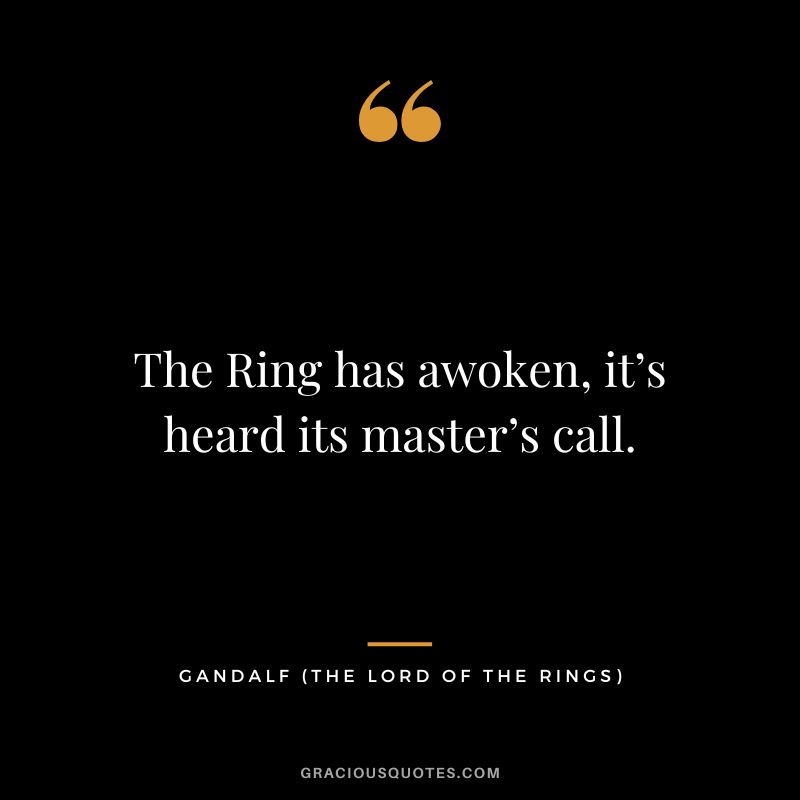 “
The Ring has awoken, it’s
heard its master’s call.
GANDALF (THE LORD OF THE RINGS)
GRACIOUSQUOTES.COM